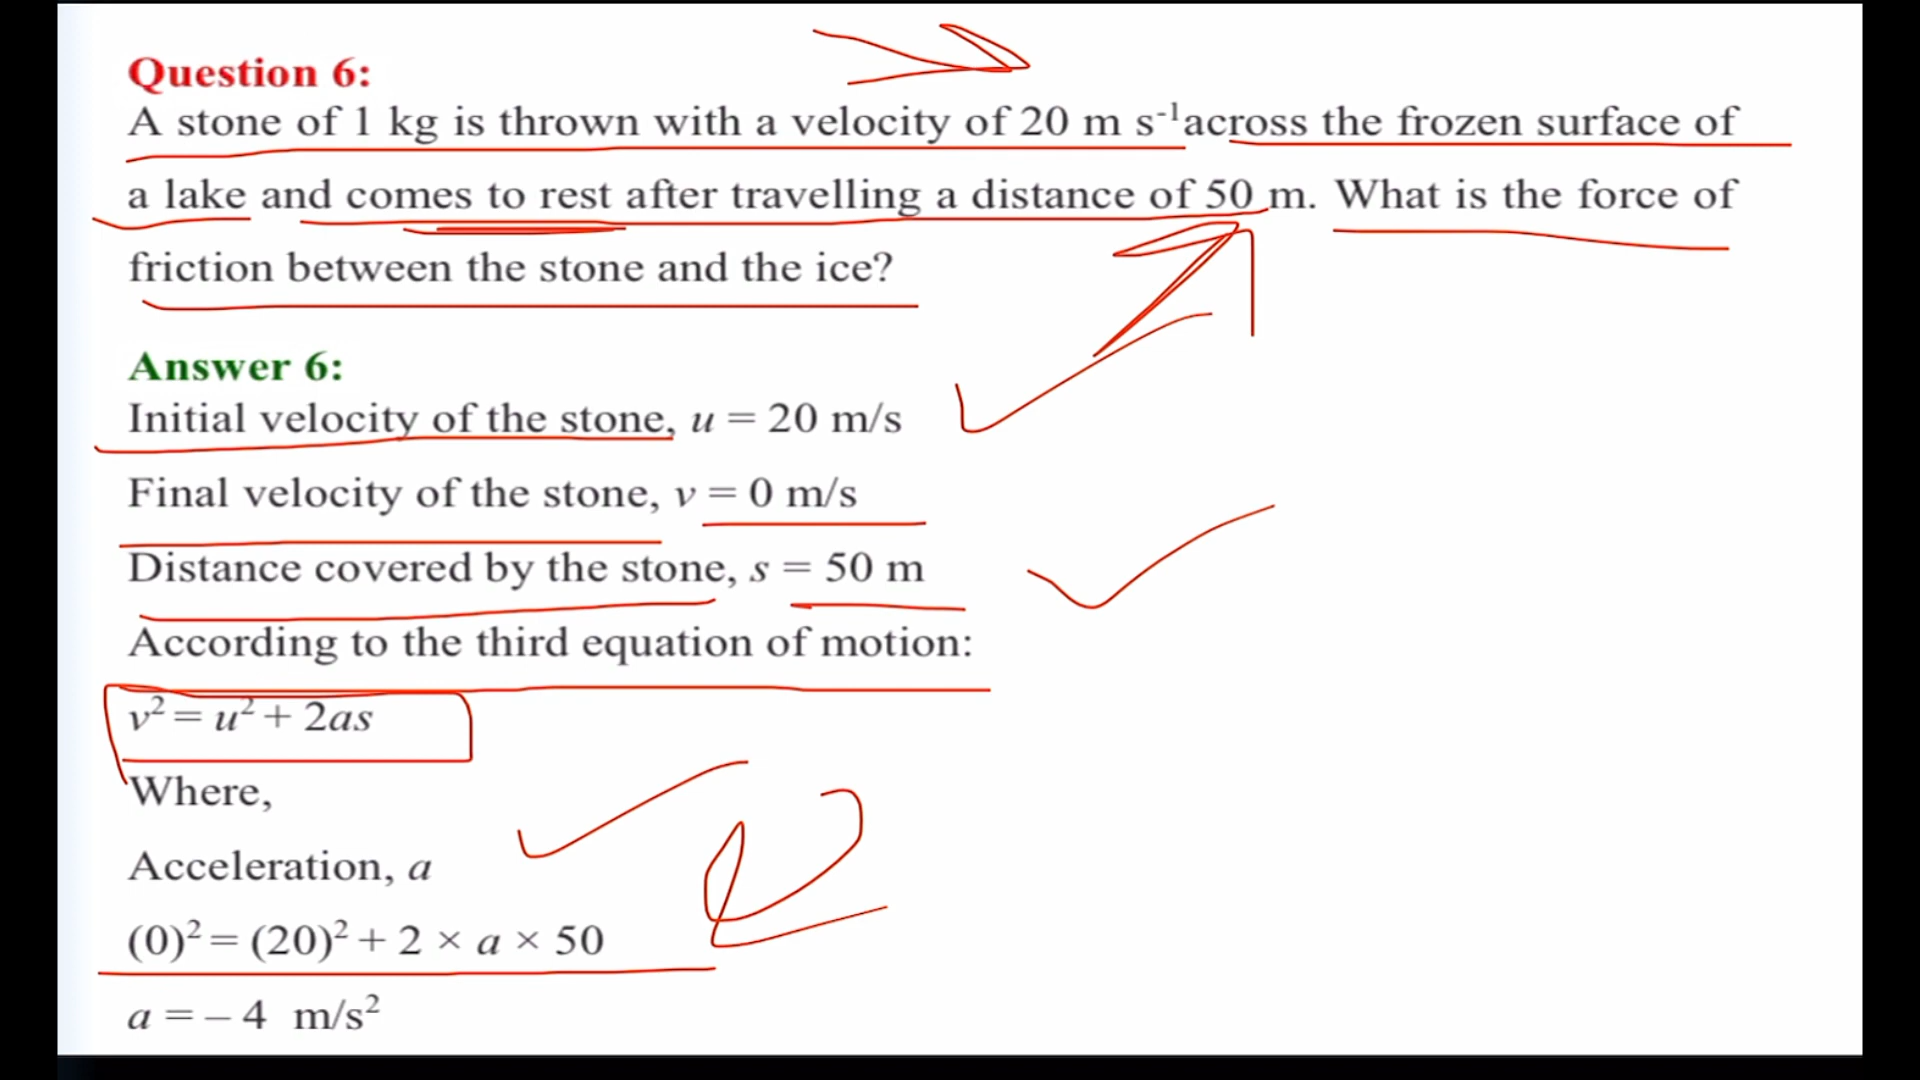 Question 6:
A stone of 1 kg is thrown with a velocity of 20 m s⁻¹across the frozen surface of
a lake and comes to rest after travelling a distance of 50 m. What is the force of
friction between the stone and the ice?
Answer 6:
Initial velocity of the stone, u = 20 m/s
Final velocity of the stone, v = 0 m/s
Distance covered by the stone, s = 50 m
According to the third equation of motion:
v² = u² + 2as
Where,
Acceleration, a
(0)² = (20)² + 2 × a × 50
a = – 4 m/s²